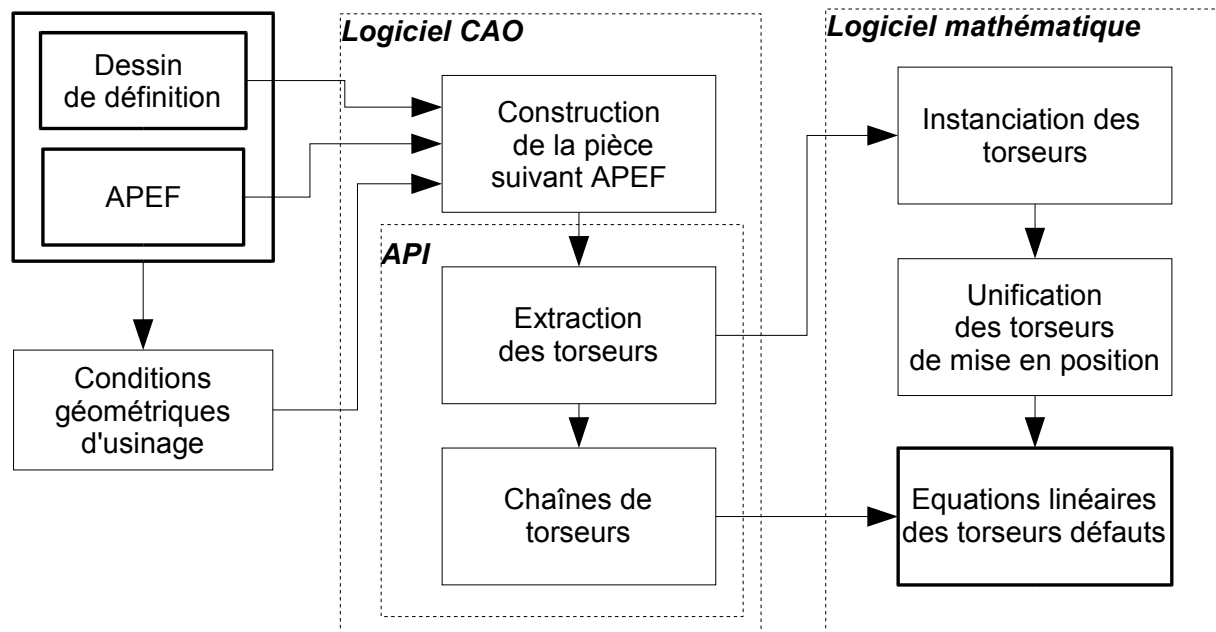 Dessin
de définition
APEF
Conditions
géométriques
d'usinage
Logiciel CAO
Construction
de la pièce
suivant APEF
API
Extraction
des torseurs
Chaînes de
torseurs
Logiciel mathématique
Instanciation des
torseurs
Unification
des torseurs
de mise en position
Equations linéaires
des torseurs défauts